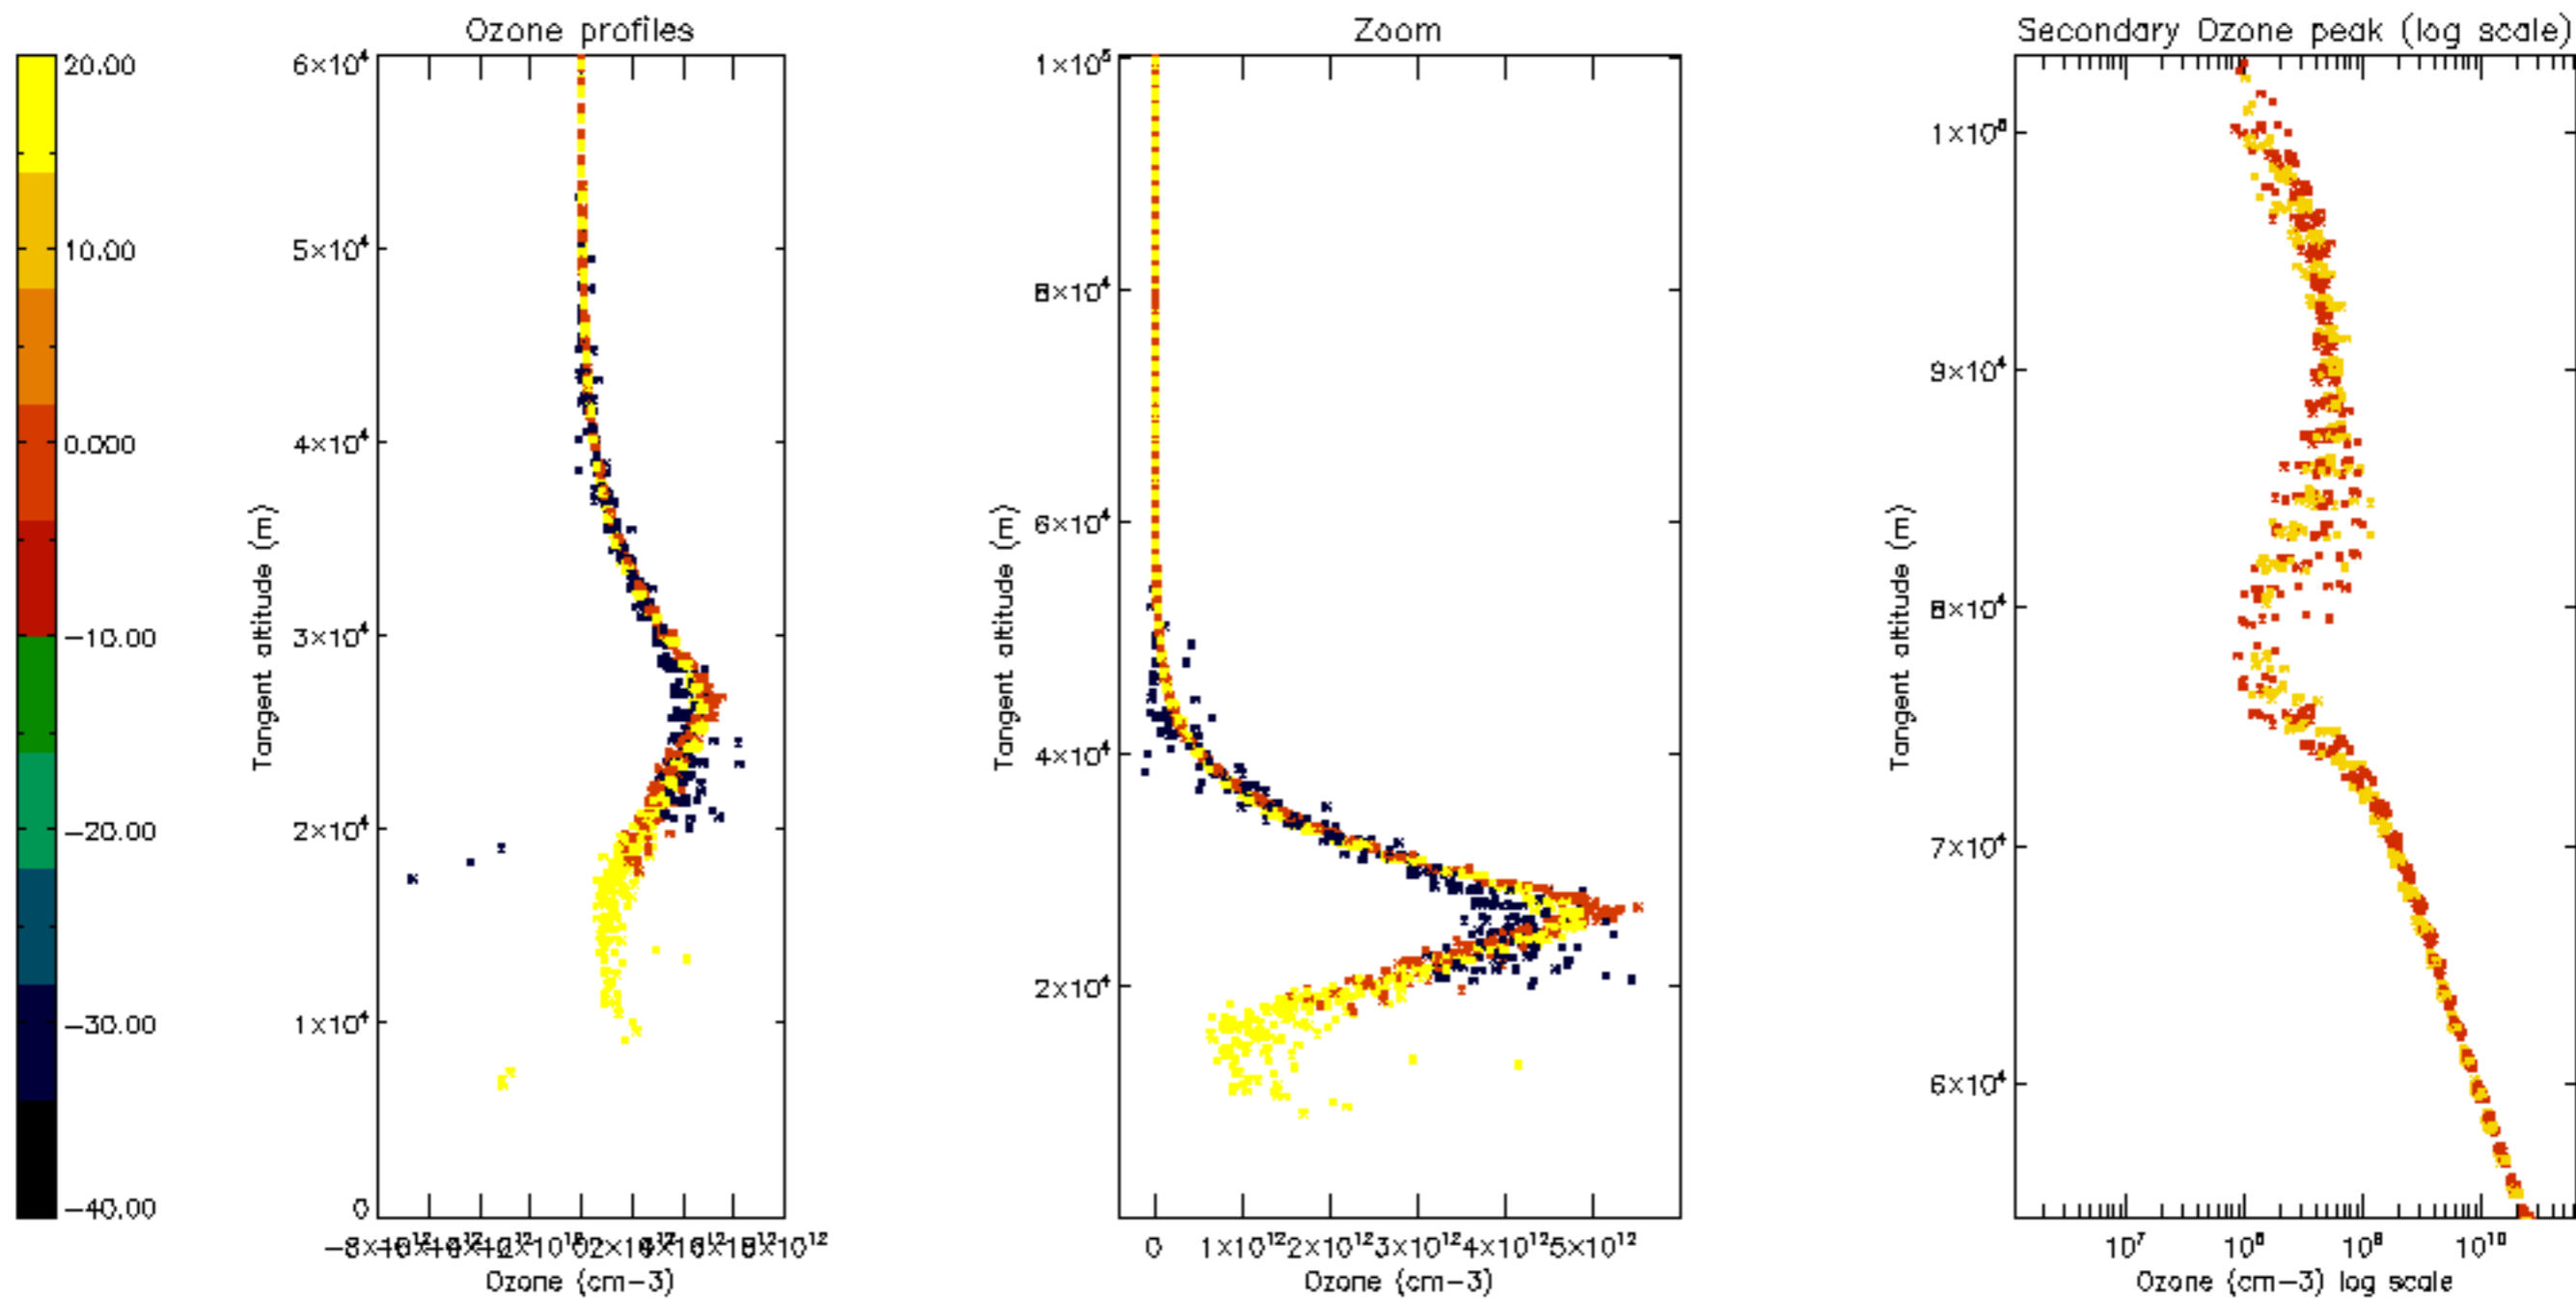 Ozone profiles
Zoom
Secondary Ozone peak (log scale)
20.00
10.00
0.000
−10.00
−20.00
−30.00
−40.00
6×10⁴
5×10⁴
4×10⁴
3×10⁴
2×10⁴
1×10⁴
0
Tangent altitude (m)
8×10¹²
Ozone (cm−3)
1×10⁵
8×10⁴
6×10⁴
4×10⁴
2×10⁴
Tangent altitude (m)
0 1×10¹² 2×10¹² 3×10¹² 4×10¹² 5×10¹²
Ozone (cm−3)
9×10⁴
8×10⁴
7×10⁴
6×10⁴
Tangent altitude (m)
10⁷ 10⁸ 10⁹ 10¹⁰
Ozone (cm−3) log scale